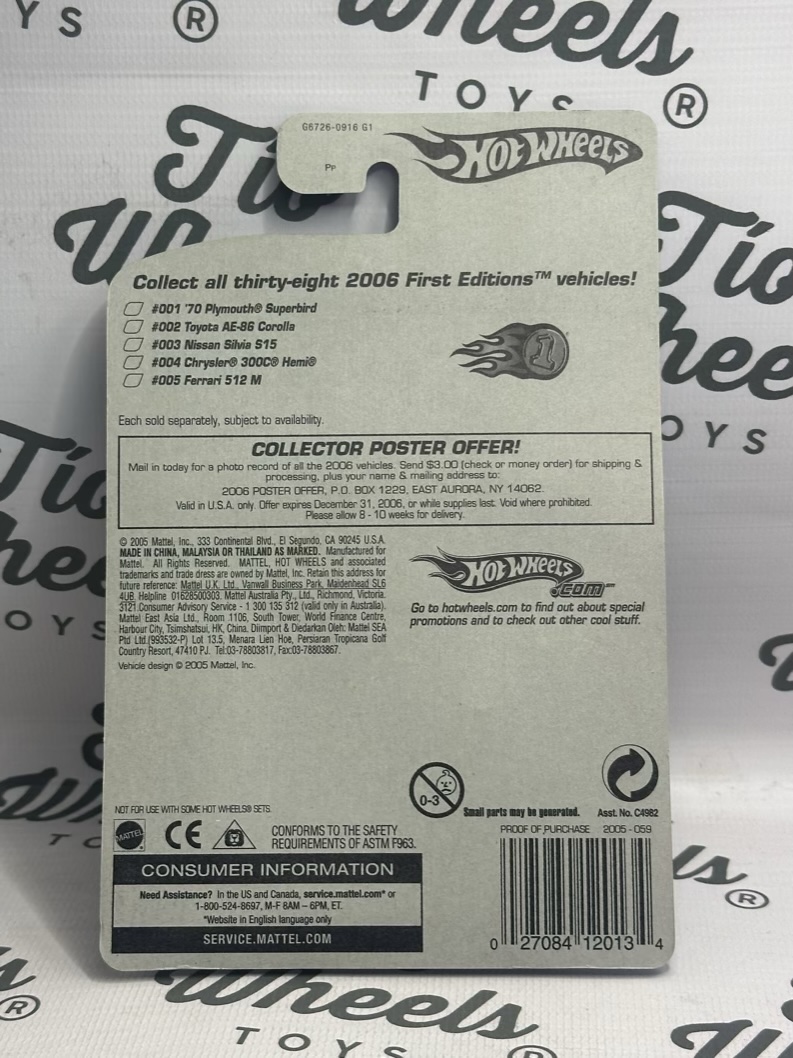 YS ®
Wheels
TOYS ®
G6726-0916 G1
PP
HOT WHEELS
Tío
Wheels
Collect all thirty-eight 2006 First Editions™ vehicles!
#001 '70 Plymouth® Superbird
#002 Toyota AE-86 Corolla
#003 Nissan Silvia S15
#004 Chrysler® 300C® Hemi®
#005 Ferrari 512 M
1
Each sold separately, subject to availability.
OYS
COLLECTOR POSTER OFFER!
Mail in today for a photo record of all the 2006 vehicles. Send $3.00 (check or money order) for shipping &
processing, plus your name & mailing address to:
2006 POSTER OFFER, P.O. BOX 1229, EAST AURORA, NY 14062.
Valid in U.S.A. only. Offer expires December 31, 2006, or while supplies last. Void where prohibited.
Please allow 8 - 10 weeks for delivery.
© 2005 Mattel, Inc., 333 Continental Blvd., El Segundo, CA 90245 U.S.A.
MADE IN CHINA, MALAYSIA OR THAILAND AS MARKED. Manufactured for
Mattel. All Rights Reserved. MATTEL, HOT WHEELS and associated
trademarks and trade dress are owned by Mattel, Inc. Retain this address for
future reference: Mattel U.K. Ltd., Vanwall Business Park, Maidenhead SL6
4UB. Helpline 01628500303. Mattel Australia Pty., Ltd., Richmond, Victoria.
3121.Consumer Advisory Service - 1 300 135 312 (valid only in Australia).
Mattel East Asia Ltd., Room 1106, South Tower, World Finance Centre,
Harbour City, Tsimshatsui, HK, China. Diimport & Diedarkan Oleh: Mattel SEA
Ptd Ltd.(993532-P) Lot 13.5, Menara Lien Hoe, Persiaran Tropicana Golf
Country Resort, 47410 PJ. Tel:03-78803817, Fax:03-78803867.
Vehicle design © 2005 Mattel, Inc.
HOT WHEELS
.COM™
Go to hotwheels.com to find out about special
promotions and to check out other cool stuff.
0-3
Small parts may be generated.
Asst. No. C4982
NOT FOR USE WITH SOME HOT WHEELS® SETS.
MATTEL
CE
CONFORMS TO THE SAFETY
REQUIREMENTS OF ASTM F963.
PROOF OF PURCHASE 2005 - 059
CONSUMER INFORMATION
Need Assistance? In the US and Canada, service.mattel.com* or
1-800-524-8697, M-F 8AM – 6PM, ET.
*Website in English language only
SERVICE.MATTEL.COM
0 27084 12013 4
Wheels
TOYS ®